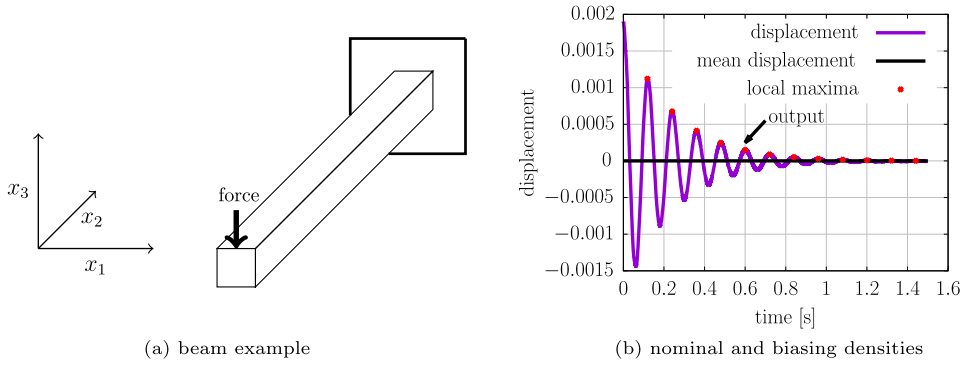 x3
x2
x1
force
(a) beam example
displacement
0.002
0.0015
0.001
0.0005
0
−0.0005
−0.001
−0.0015
displacement
mean displacement
local maxima
output
0 0.2 0.4 0.6 0.8 1 1.2 1.4 1.6
time [s]
(b) nominal and biasing densities